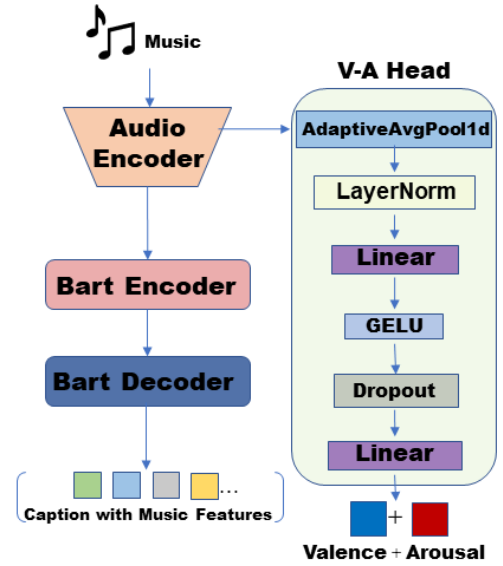 Music
Audio
Encoder
Bart Encoder
Bart Decoder
...
Caption with Music Features
V-A Head
AdaptiveAvgPool1d
LayerNorm
Linear
GELU
Dropout
Linear
+
Valence + Arousal